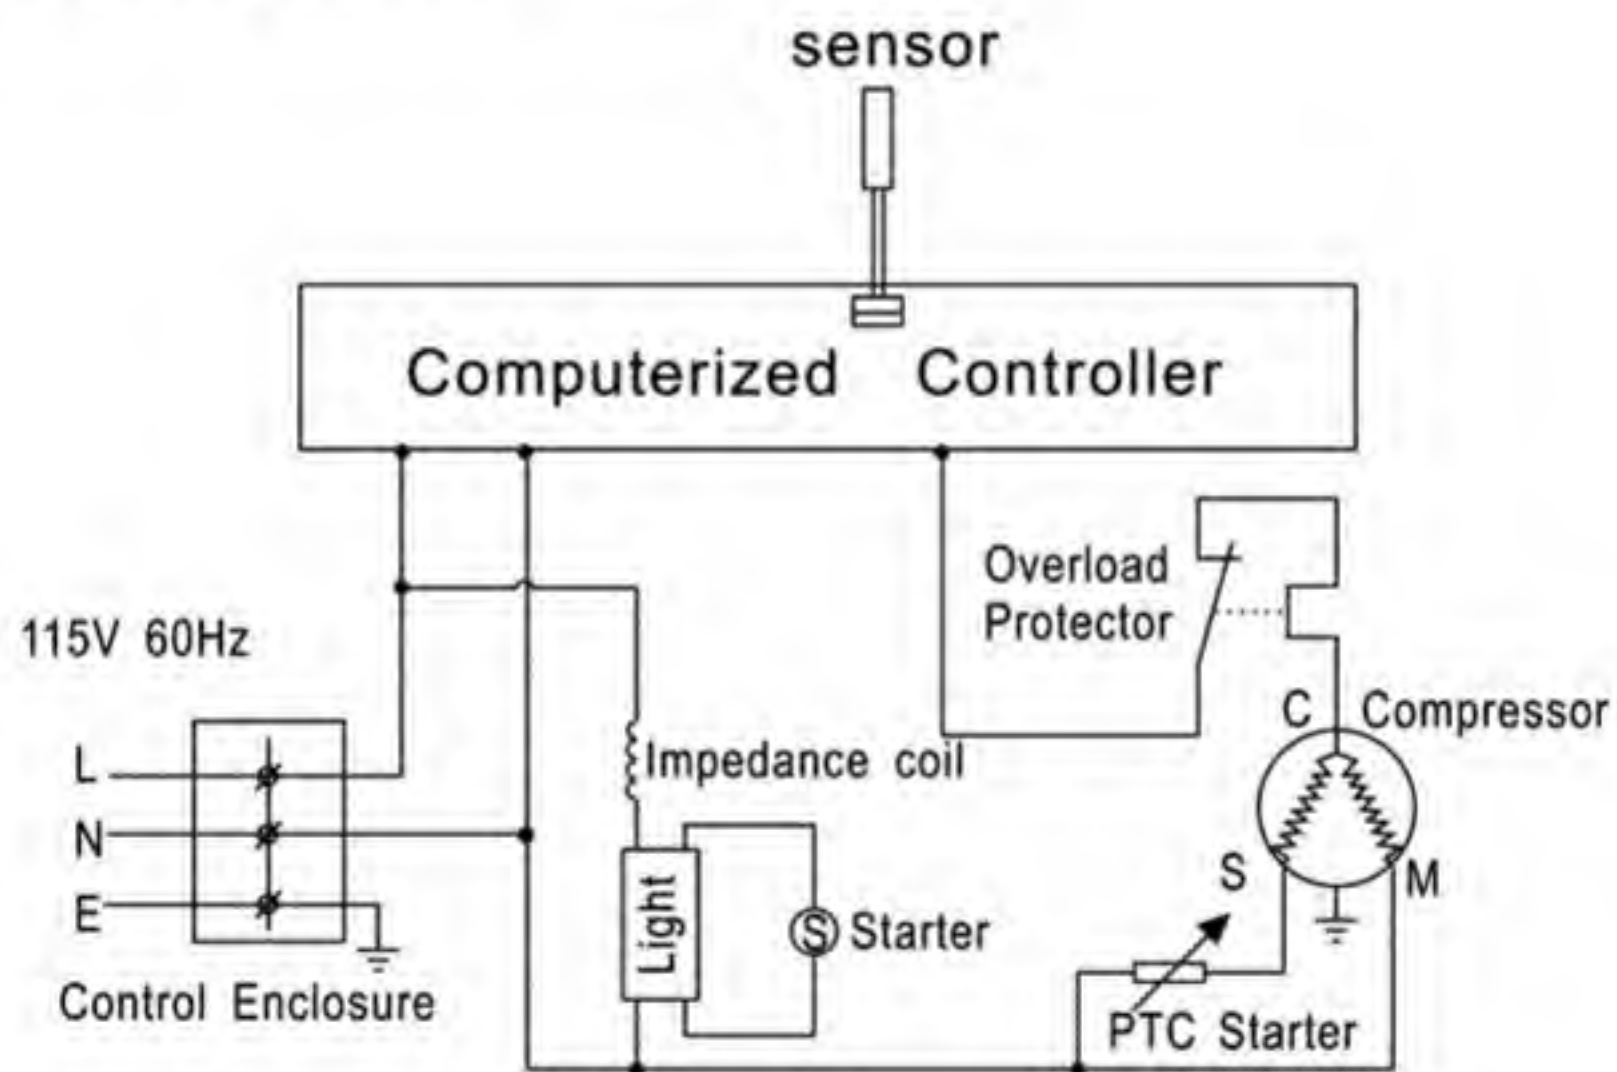 sensor
Computerized Controller
Overload
Protector
115V 60Hz
C Compressor
L
Impedance coil
N
S
M
E
Light
S Starter
Control Enclosure
PTC Starter